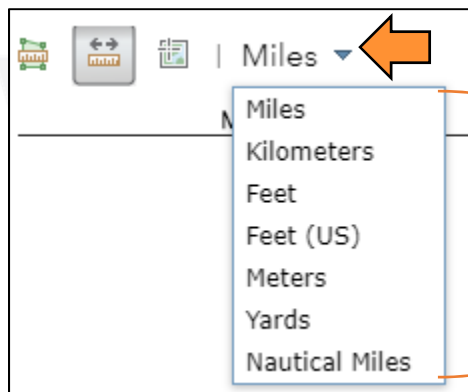 | Miles
M
Miles
Kilometers
Feet
Feet (US)
Meters
Yards
Nautical Miles